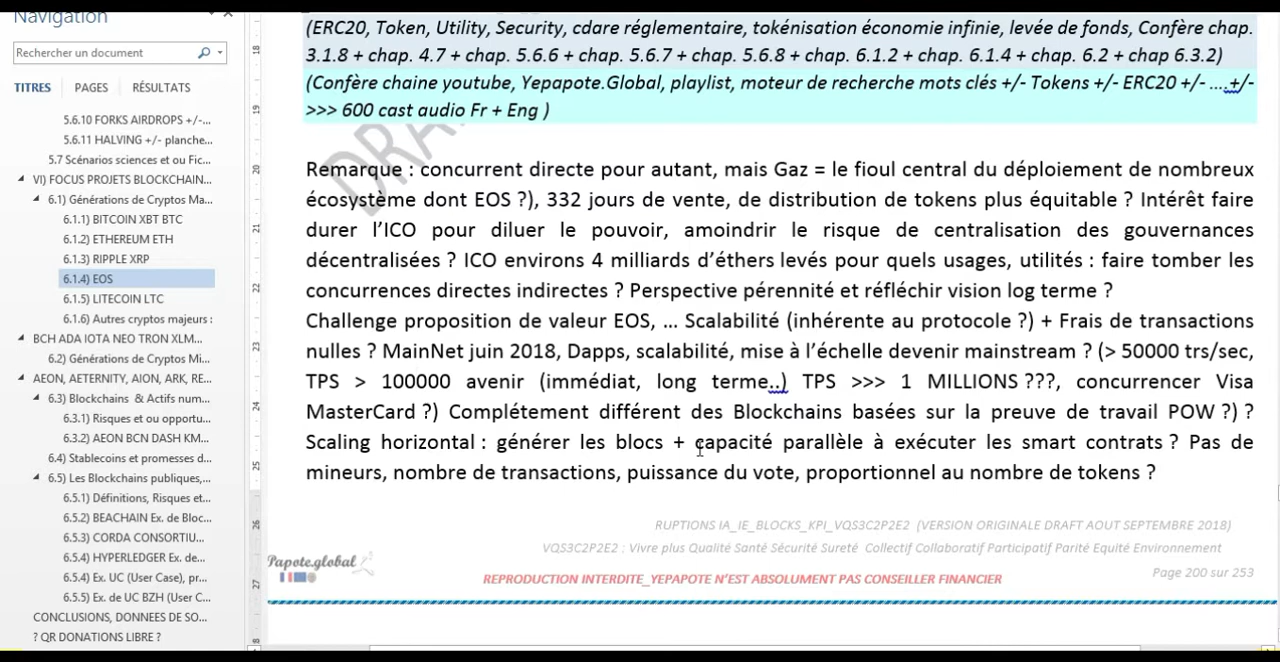 Navigation
Rechercher un document
TITRES PAGES RÉSULTATS
5.6.10 FORKS AIRDROPS +/-...
5.6.11 HALVING +/- planche...
5.7 Scénarios sciences et ou Fic...
VI) FOCUS PROJETS BLOCKCHAIN...
6.1) Générations de Cryptos Ma...
6.1.1) BITCOIN XBT BTC
6.1.2) ETHEREUM ETH
6.1.3) RIPPLE XRP
6.1.4) EOS
6.1.5) LITECOIN LTC
6.1.6) Autres cryptos majeurs :
BCH ADA IOTA NEO TRON XLM...
6.2) Générations de Cryptos Mi...
AEON, AETERNITY, AION, ARK, RE...
6.3) Blockchains & Actifs num...
6.3.1) Risques et ou opportu...
6.3.2) AEON BCN DASH KM...
6.4) Stablecoins et promesses d...
6.5) Les Blockchains publiques,...
6.5.1) Définitions, Risques et...
6.5.2) BEACHAIN Ex. de Bloc...
6.5.3) CORDA CONSORTIU...
6.5.4) HYPERLEDGER Ex. de...
6.5.4) Ex. UC (User Case), pr...
6.5.5) Ex. de UC BZH (User C...
CONCLUSIONS, DONNEES DE SO...
? QR DONATIONS LIBRE ?
18
19
20
21
22
23
24
25
26
27
(ERC20, Token, Utility, Security, cdare réglementaire, tokénisation économie infinie, levée de fonds, Confère chap.
3.1.8 + chap. 4.7 + chap. 5.6.6 + chap. 5.6.7 + chap. 5.6.8 + chap. 6.1.2 + chap. 6.1.4 + chap. 6.2 + chap 6.3.2)
(Confère chaine youtube, Yepapote.Global, playlist, moteur de recherche mots clés +/- Tokens +/- ERC20 +/- ....+/-
>>> 600 cast audio Fr + Eng )
Remarque : concurrent directe pour autant, mais Gaz = le fioul central du déploiement de nombreux
écosystème dont EOS ?), 332 jours de vente, de distribution de tokens plus équitable ? Intérêt faire
durer l'ICO pour diluer le pouvoir, amoindrir le risque de centralisation des gouvernances
décentralisées ? ICO environs 4 milliards d'éthers levés pour quels usages, utilités : faire tomber les
concurrences directes indirectes ? Perspective pérennité et réfléchir vision log terme ?
Challenge proposition de valeur EOS, ... Scalabilité (inhérente au protocole ?) + Frais de transactions
nulles ? MainNet juin 2018, Dapps, scalabilité, mise à l'échelle devenir mainstream ? (> 50000 trs/sec,
TPS > 100000 avenir (immédiat, long terme..) TPS >>> 1 MILLIONS ???, concurrencer Visa
MasterCard ?) Complétement différent des Blockchains basées sur la preuve de travail POW ?) ?
Scaling horizontal : générer les blocs + capacité parallèle à exécuter les smart contrats ? Pas de
mineurs, nombre de transactions, puissance du vote, proportionnel au nombre de tokens ?
RUPTIONS IA_IE_BLOCKS_KPI_VQS3C2P2E2 (VERSION ORIGINALE DRAFT AOUT SEPTEMBRE 2018)
VQS3C2P2E2 : Vivre plus Qualité Santé Sécurité Sureté Collectif Collaboratif Participatif Parité Equité Environnement
Papote.global
REPRODUCTION INTERDITE_YEPAPOTE N'EST ABSOLUMENT PAS CONSEILLER FINANCIER
Page 200 sur 253